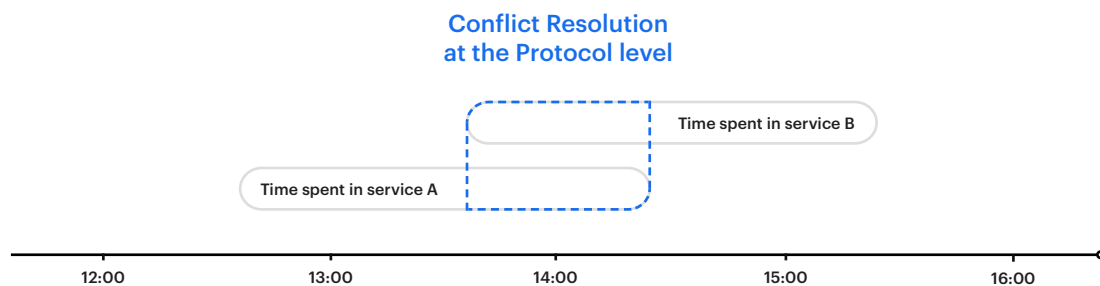 Conflict Resolution
at the Protocol level
Time spent in service B
Time spent in service A
12:00
13:00
14:00
15:00
16:00